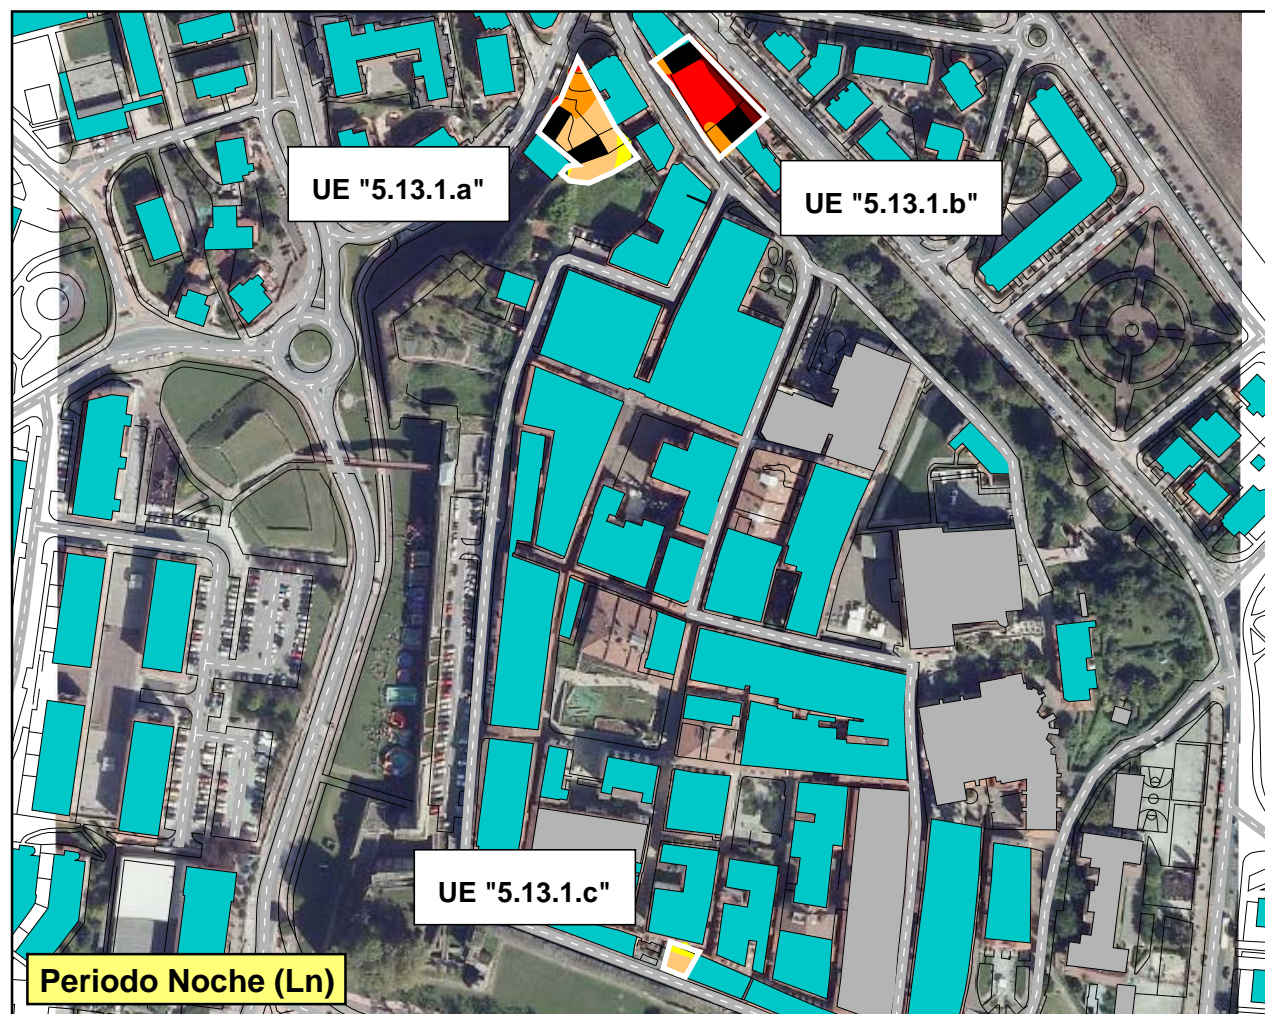 UE "5.13.1.a"
UE "5.13.1.b"
UE "5.13.1.c"
Periodo Noche (Ln)